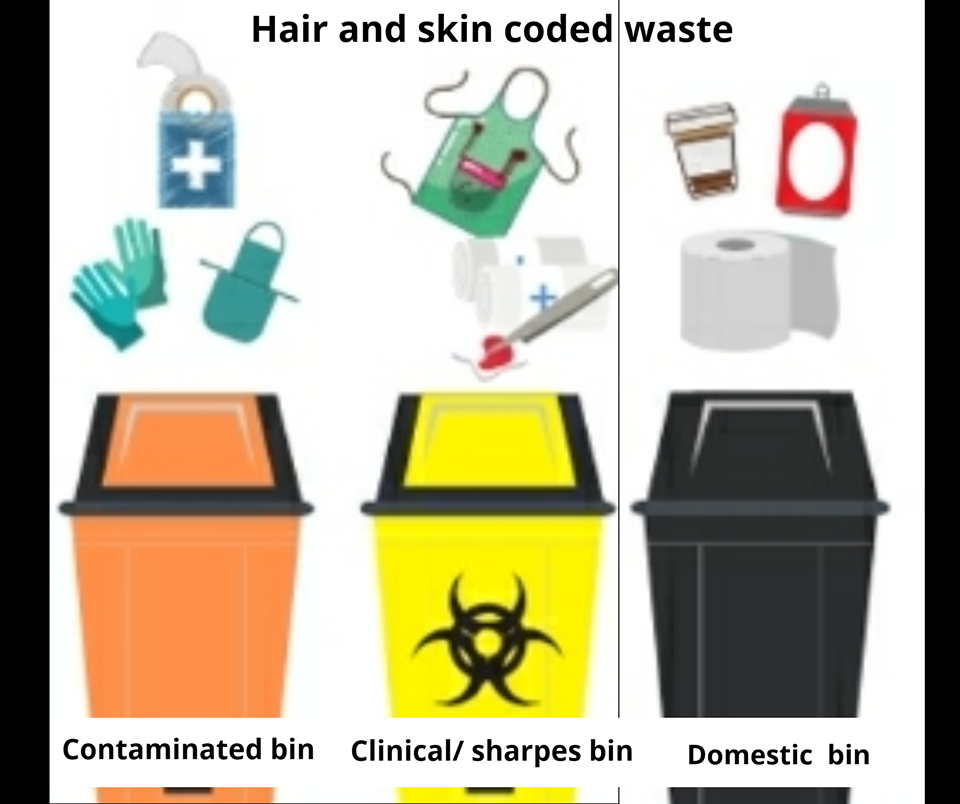 Hair and skin coded waste
Contaminated bin
Clinical/ sharpes bin
Domestic  bin